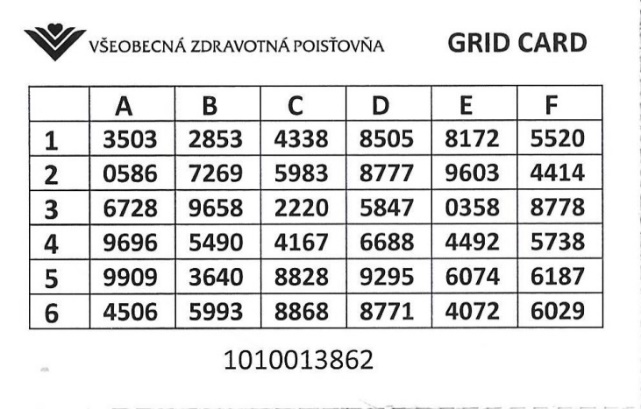 VŠEOBECNÁ ZDRAVOTNÁ POISŤOVŇA GRID CARD
A B C D E F
1 3503 2853 4338 8505 8172 5520
2 0586 7269 5983 8777 9603 4414
3 6728 9658 2220 5847 0358 8778
4 9696 5490 4167 6688 4492 5738
5 9909 3640 8828 9295 6074 6187
6 4506 5993 8868 8771 4072 6029
1010013862